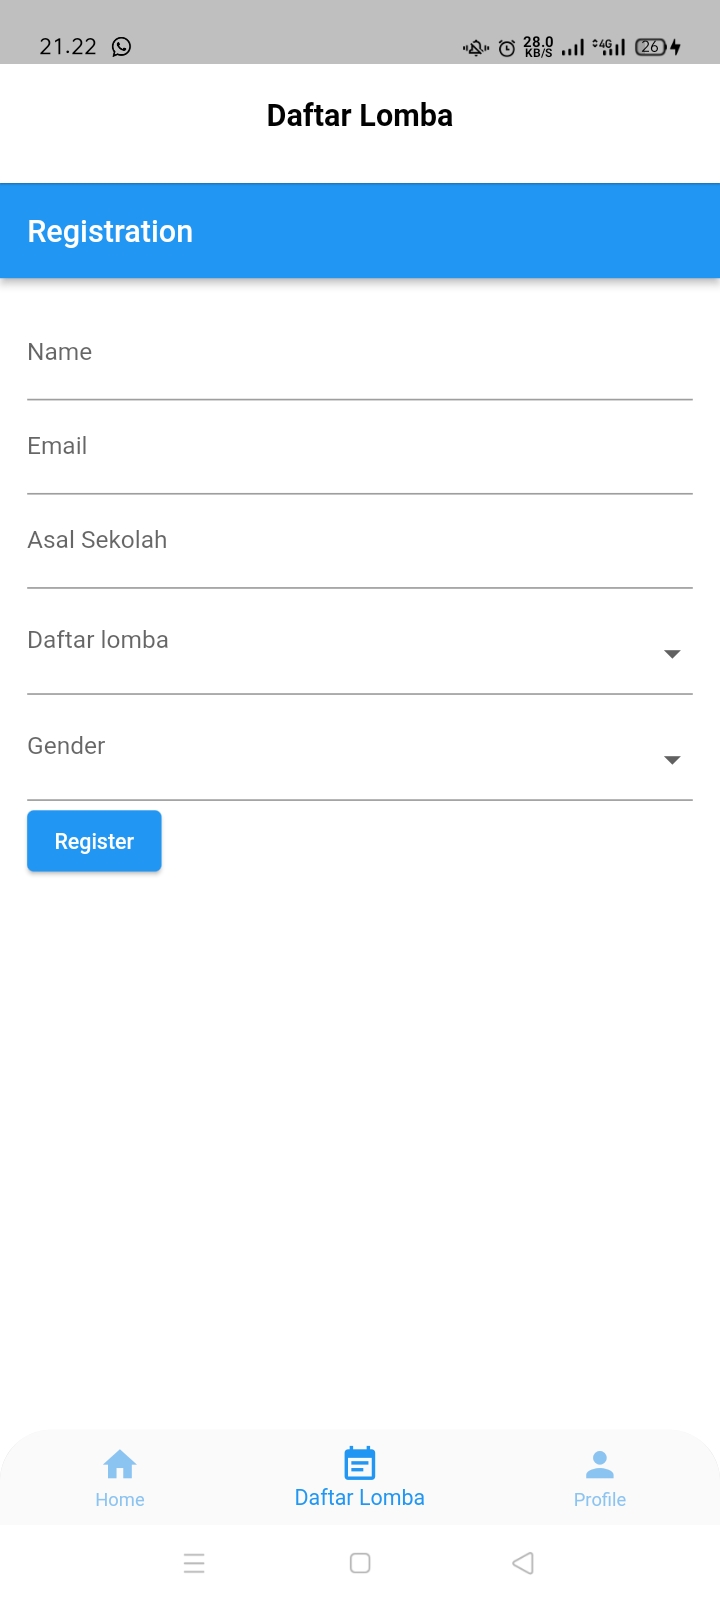 21.22
28.0
KB/S
4G
26
Daftar Lomba
Registration
Name
Email
Asal Sekolah
Daftar lomba
Gender
Register
Home
Daftar Lomba
Profile